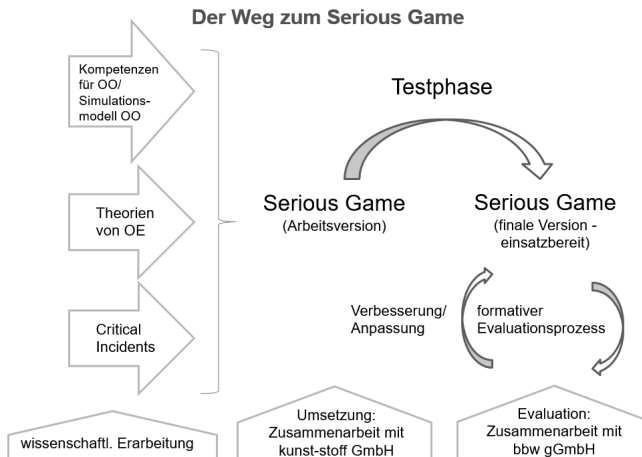 Der Weg zum Serious Game
Kompetenzen
für OO/
Simulations-
modell OO
Theorien
von OE
Critical
Incidents
Testphase
Serious Game
(Arbeitsversion)
Serious Game
(finale Version -
einsatzbereit)
Verbesserung/
Anpassung
formativer
Evaluationsprozess
wissenschaftl. Erarbeitung
Umsetzung:
Zusammenarbeit mit
kunst-stoff GmbH
Evaluation:
Zusammenarbeit mit
bbw gGmbH